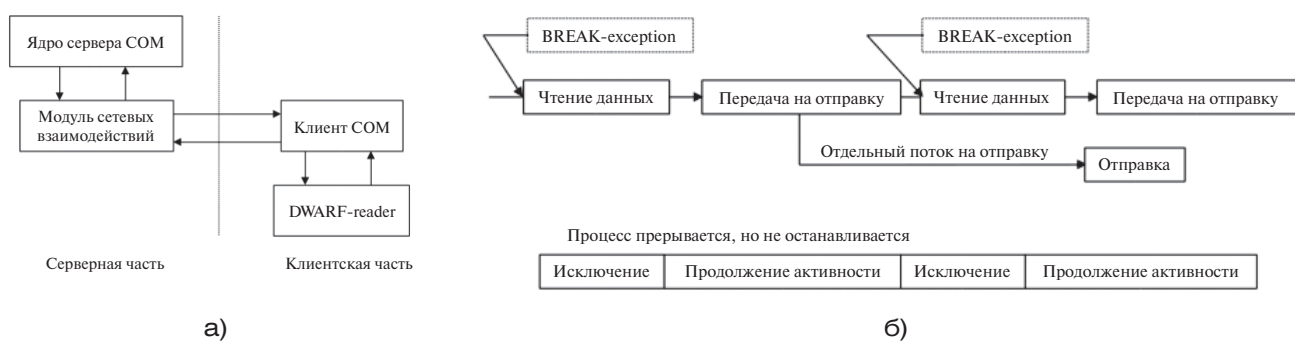 Ядро сервера COM
Модуль сетевых
взаимодействий
Клиент COM
DWARF-reader
Серверная часть
Клиентская часть
а)
BREAK-exception
BREAK-exception
Чтение данных
Передача на отправку
Чтение данных
Передача на отправку
Отдельный поток на отправку
Отправка
Процесс прерывается, но не останавливается
Исключение
Продолжение активности
Исключение
Продолжение активности
б)